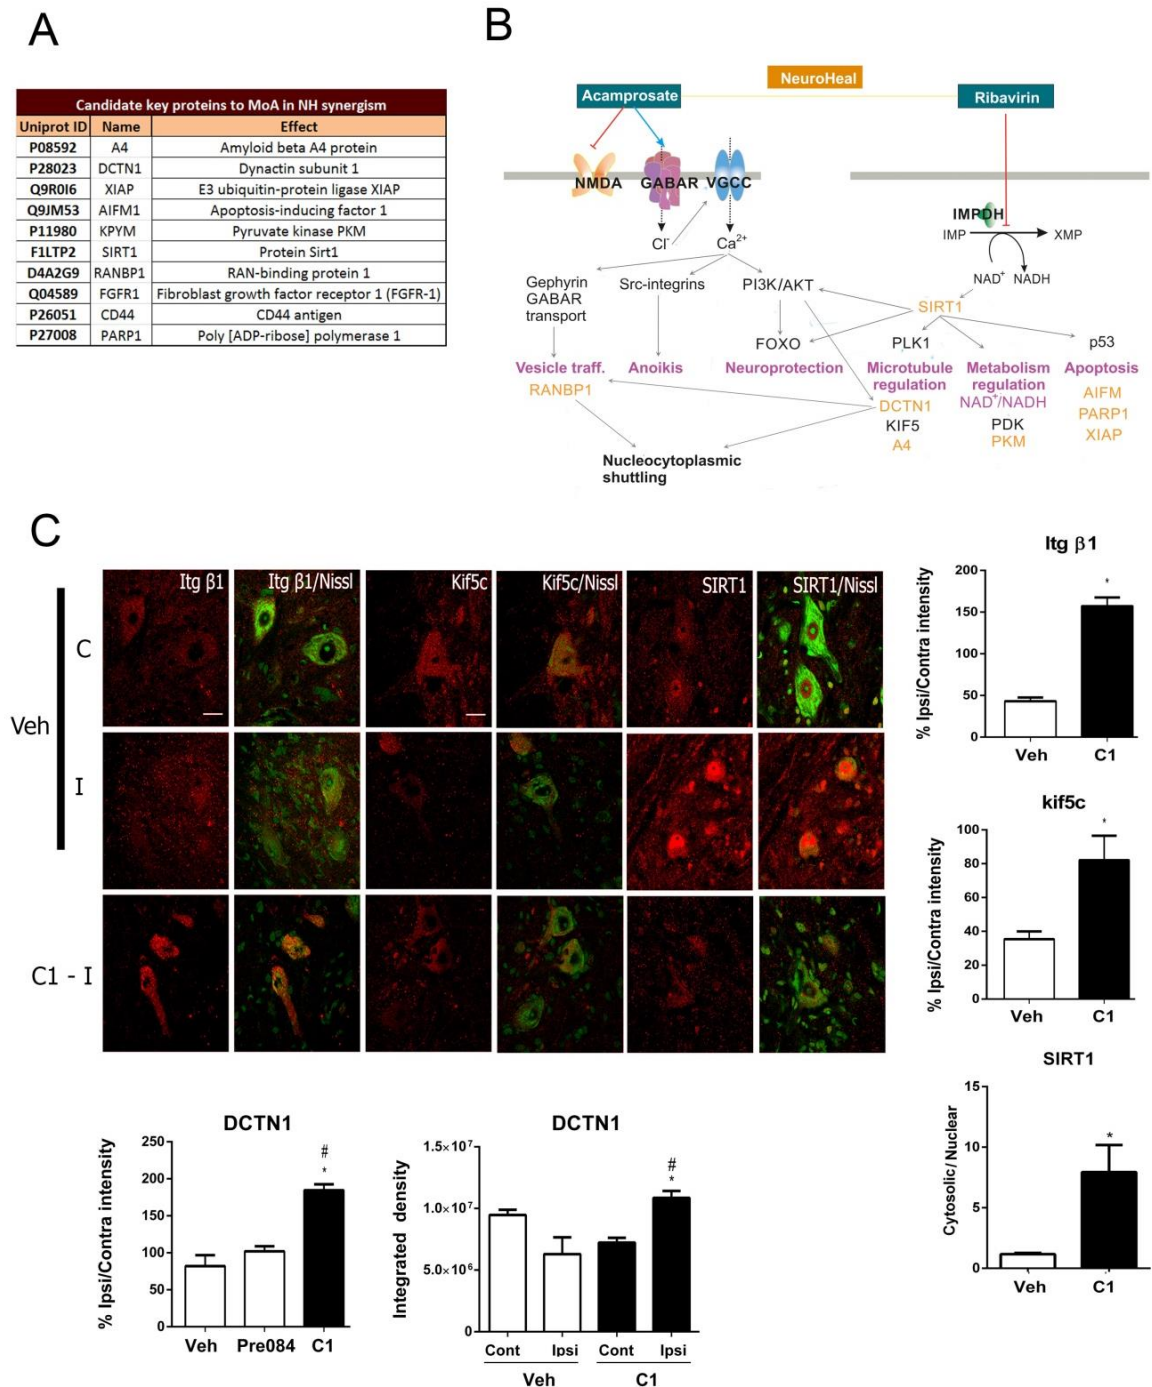 A
Candidate key proteins to MoA in NH synergism
Uniprot ID Name Effect
P08592 A4 Amyloid beta A4 protein
P28023 DCTN1 Dynactin subunit 1
Q9R0I6 XIAP E3 ubiquitin-protein ligase XIAP
Q9JM53 AIFM1 Apoptosis-inducing factor 1
P11980 KPYM Pyruvate kinase PKM
F1LTP2 SIRT1 Protein Sirt1
D4A2G9 RANBP1 RAN-binding protein 1
Q04589 FGFR1 Fibroblast growth factor receptor 1 (FGFR-1)
P26051 CD44 CD44 antigen
P27008 PARP1 Poly [ADP-ribose] polymerase 1
B
NeuroHeal
Acamprosate
Ribavirin
NMDA GABAR VGCC
IMPDH
IMP XMP
Cl⁻ Ca²⁺
NAD⁺ NADH
Gephyrin
GABAR
transport
Src-integrins
PI3K/AKT
SIRT1
FOXO
PLK1
p53
Vesicle traff.
RANBP1
Anoikis
Neuroprotection
Microtubule
regulation
DCTN1
KIF5
A4
Metabolism
regulation
NAD⁺/NADH
PDK
PKM
Apoptosis
AIFM
PARP1
XIAP
Nucleocytoplasmic
shuttling
C
Itg β1 Itg β1/Nissl Kif5c Kif5c/Nissl SIRT1 SIRT1/Nissl
Veh
C
I
C1 - I
Itg β1
% Ipsi/Contra intensity
200
150
100
50
0
Veh C1
*
kif5c
% Ipsi/Contra intensity
100
80
60
40
20
0
Veh C1
*
SIRT1
Cytosolic/Nuclear
15
10
5
0
Veh C1
*
DCTN1
% Ipsi/Contra intensity
250
200
150
100
50
0
#
*
Veh Pre084 C1
DCTN1
Integrated density
1.5×10⁷
1.0×10⁷
5.0×10⁶
0
#
*
Cont Ipsi Cont Ipsi
Veh C1